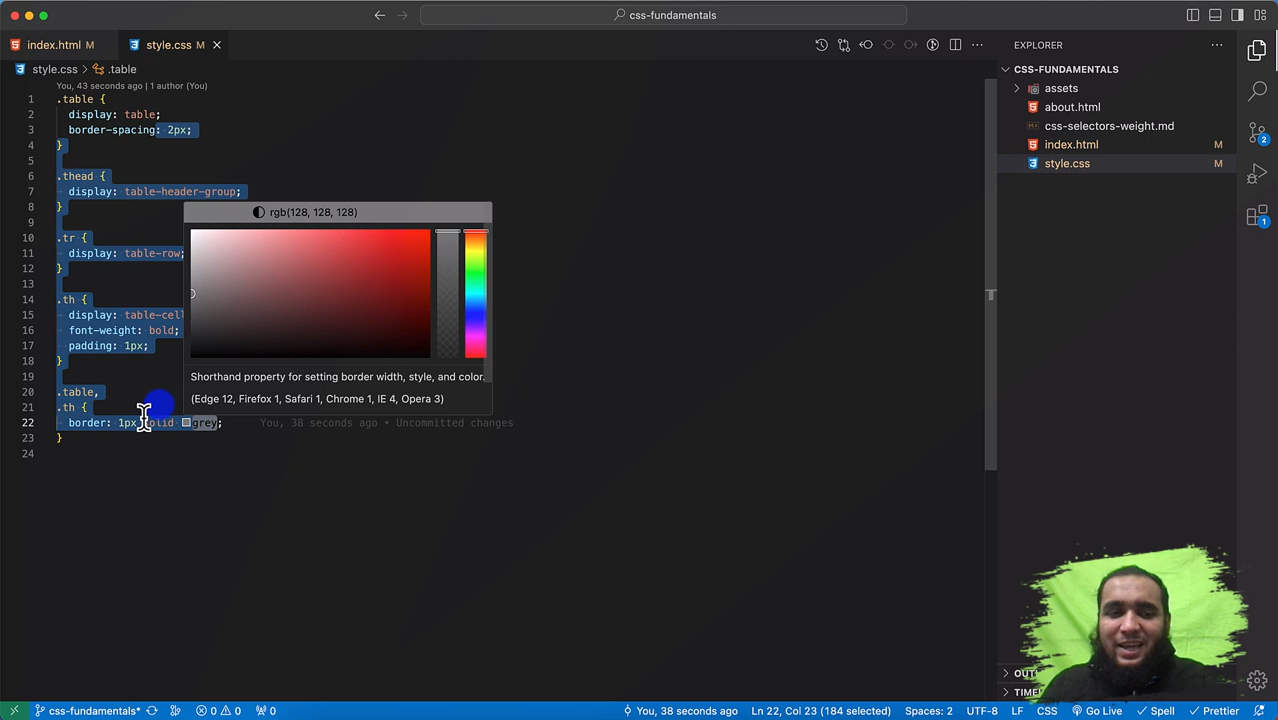 css-fundamentals
index.html M
style.css M
style.css > .table
You, 43 seconds ago | 1 author (You)
1 .table {
2 display: table;
3 border-spacing: 2px;
4 }
5
6 .thead {
7 display: table-header-group;
8 }
9
10 .tr {
11 display: table-row;
12 }
13
14 .th {
15 display: table-cell
16 font-weight: bold;
17 padding: 1px;
18 }
19
20 .table,
21 .th {
22 border: 1px solid grey; You, 38 seconds ago • Uncommitted changes
23 }
24
rgb(128, 128, 128)
Shorthand property for setting border width, style, and color.
(Edge 12, Firefox 1, Safari 1, Chrome 1, IE 4, Opera 3)
EXPLORER
CSS-FUNDAMENTALS
assets
about.html
css-selectors-weight.md
index.html M
style.css M
OUT
TIME
2
1
css-fundamentals* 0 0 0 You, 38 seconds ago Ln 22, Col 23 (184 selected) Spaces: 2 UTF-8 LF CSS Go Live Spell Prettier